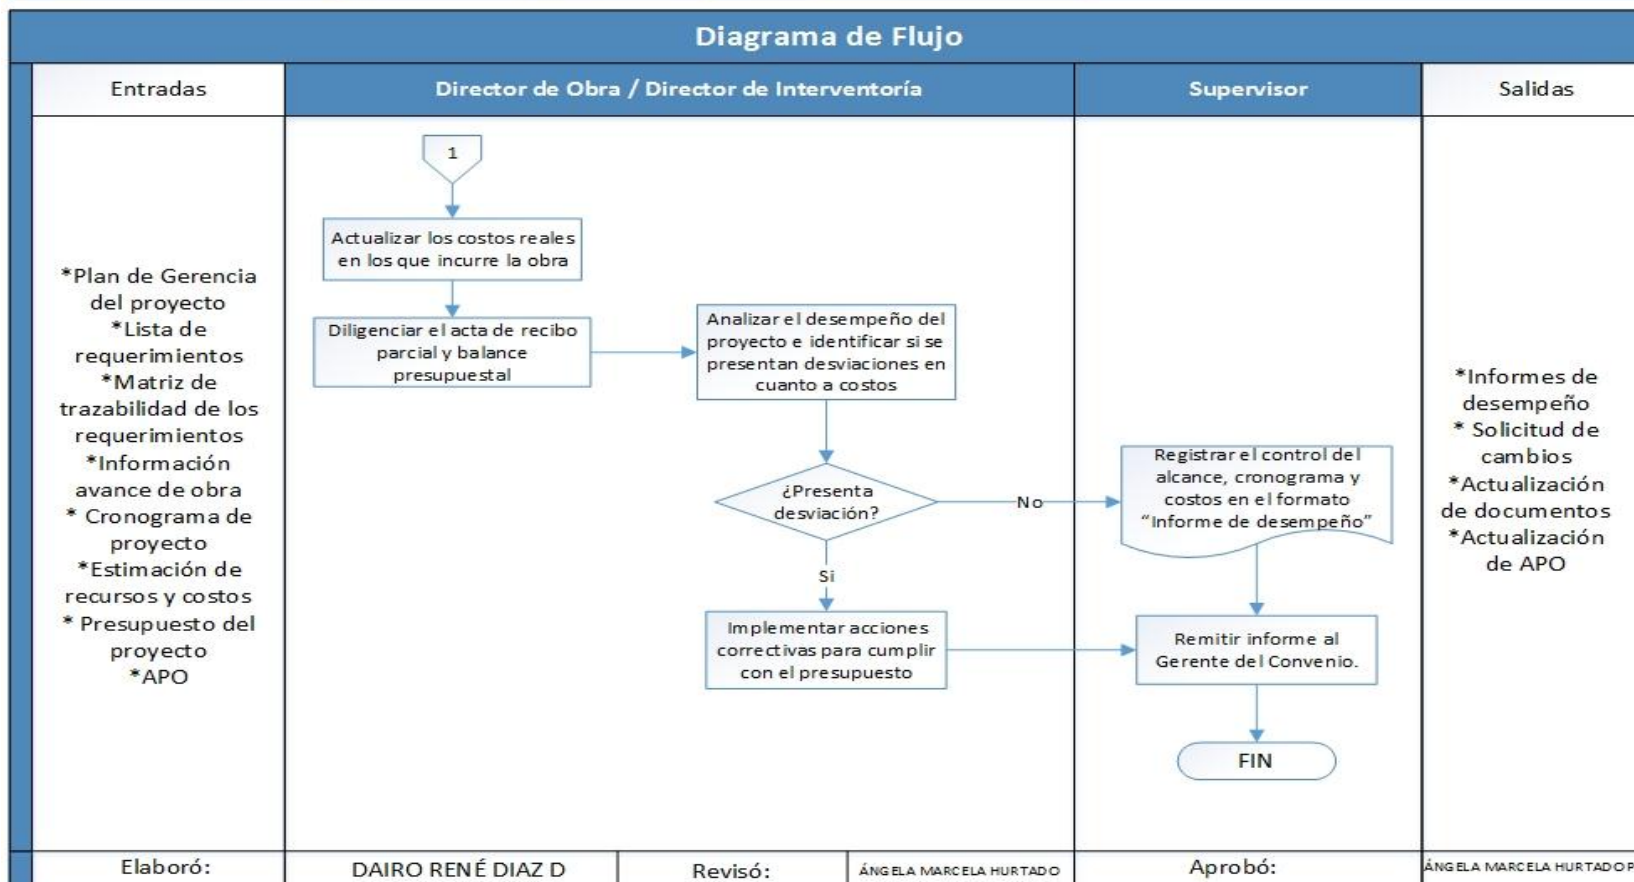 Diagrama de Flujo
Entradas
Director de Obra / Director de Interventoría
Supervisor
Salidas
*Plan de Gerencia
del proyecto
*Lista de
requerimientos
*Matriz de
trazabilidad de los
requerimientos
*Información
avance de obra
* Cronograma de
proyecto
*Estimación de
recursos y costos
* Presupuesto del
proyecto
*APO
1
Actualizar los costos reales
en los que incurre la obra
Diligenciar el acta de recibo
parcial y balance
presupuestal
Analizar el desempeño del
proyecto e identificar si se
presentan desviaciones en
cuanto a costos
¿Presenta
desviación?
No
Si
Implementar acciones
correctivas para cumplir
con el presupuesto
Registrar el control del
alcance, cronograma y
costos en el formato
“Informe de desempeño”
Remitir informe al
Gerente del Convenio.
FIN
*Informes de
desempeño
* Solicitud de
cambios
*Actualización
de documentos
*Actualización
de APO
Elaboró:
DAIRO RENÉ DIAZ D
Revisó:
ÁNGELA MARCELA HURTADO
Aprobó:
ÁNGELA MARCELA HURTADO P